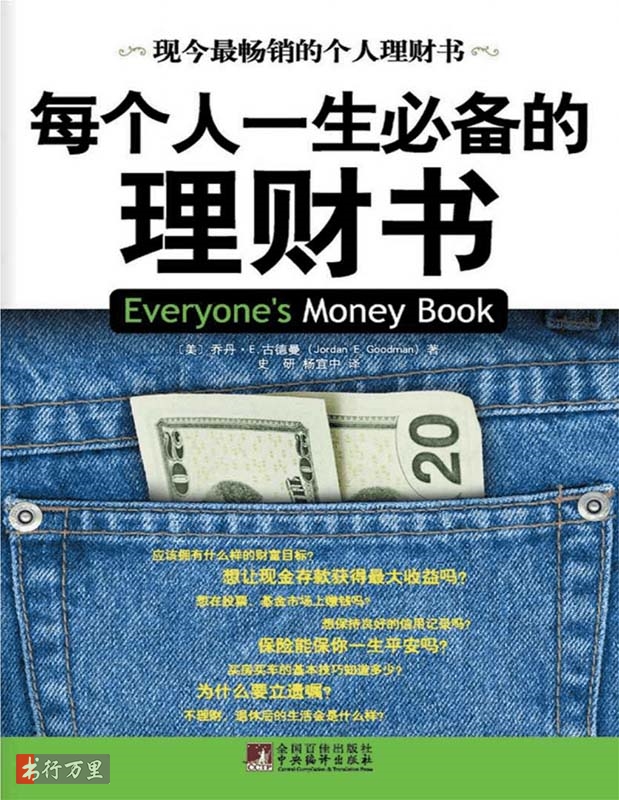 现今最畅销的个人理财书
每个人一生必备的
理财书
Everyone's Money Book
［美］乔丹·E.古德曼（Jordan E. Goodman）著
史 研 杨宜中 译
20
应该拥有什么样的财富目标？
想让现金存款获得最大收益吗？
想在股票、基金市场上赚钱吗？
想保持良好的信用记录吗？
保险能保你一生平安吗？
买房买车的基本技巧知道多少？
为什么要立遗嘱？
不理财，退休后的生活会是什么样？
书行万里
CCTP
全国百佳出版社
中央编译出版社
Central Compilation & Translation Press